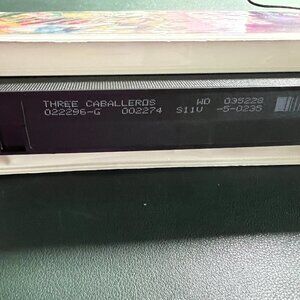 THREE CABALLEROS WD 035228
022296-G 002274 S11V -5-0235